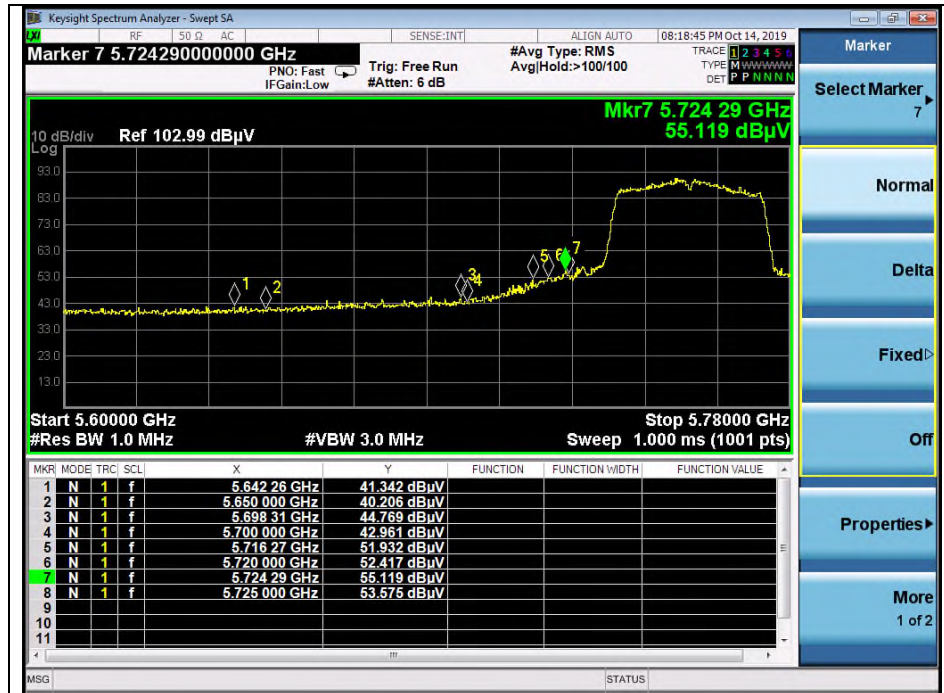 Keysight Spectrum Analyzer - Swept SA
LXI RF 50 Ω AC SENSE:INT ALIGN AUTO 08:18:45 PM Oct 14, 2019
Marker 7 5.724290000000 GHz
PNO: Fast
IFGain:Low
Trig: Free Run
#Atten: 6 dB
#Avg Type: RMS
Avg|Hold:>100/100
TRACE 1 2 3 4 5 6
TYPE M WWWWW
DET P P N N N N
Mkr7 5.724 29 GHz
55.119 dBµV
10 dB/div Ref 102.99 dBµV
Log
93.0
83.0
73.0
63.0
53.0
43.0
33.0
23.0
13.0
1 2 3 4 5 6 7
Start 5.60000 GHz Stop 5.78000 GHz
#Res BW 1.0 MHz #VBW 3.0 MHz Sweep 1.000 ms (1001 pts)
MKR MODE TRC SCL X Y FUNCTION FUNCTION WIDTH FUNCTION VALUE
1 N 1 f 5.642 26 GHz 41.342 dBµV
2 N 1 f 5.650 000 GHz 40.206 dBµV
3 N 1 f 5.698 31 GHz 44.769 dBµV
4 N 1 f 5.700 000 GHz 42.961 dBµV
5 N 1 f 5.716 27 GHz 51.932 dBµV
6 N 1 f 5.720 000 GHz 52.417 dBµV
7 N 1 f 5.724 29 GHz 55.119 dBµV
8 N 1 f 5.725 000 GHz 53.575 dBµV
9
10
11
MSG STATUS
Marker
Select Marker
7
Normal
Delta
Fixed
Off
Properties
More
1 of 2